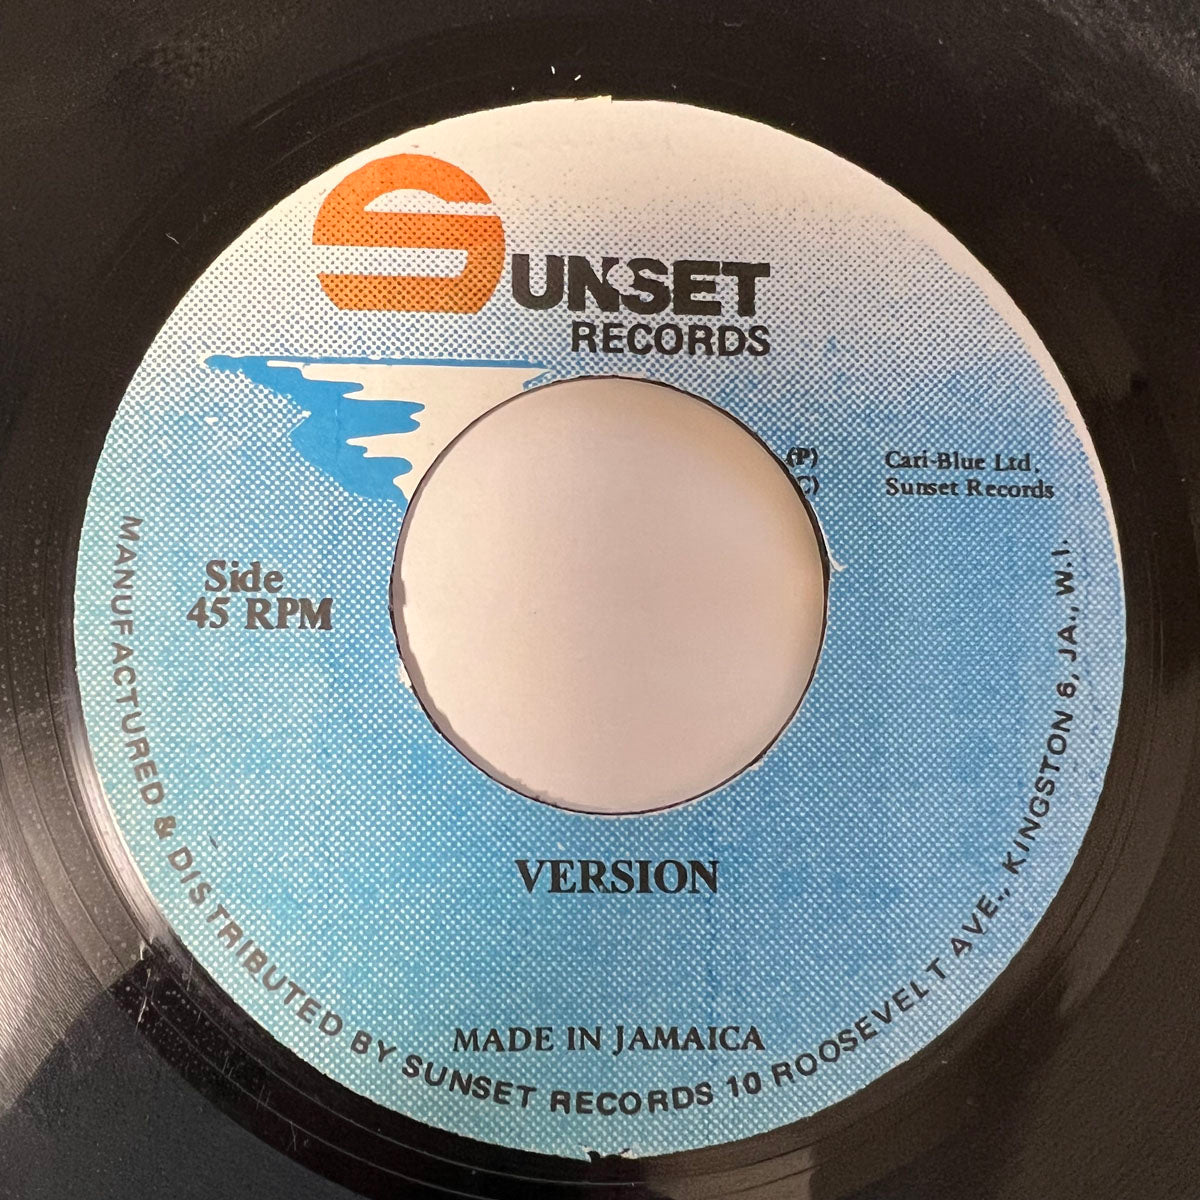 SUNSET
RECORDS
(P) Cari-Blue Ltd.
(C) Sunset Records
Side
45 RPM
VERSION
MADE IN JAMAICA
MANUFACTURED & DISTRIBUTED BY SUNSET RECORDS 10 ROOSEVELT AVE., KINGSTON 6, JA., W.I.